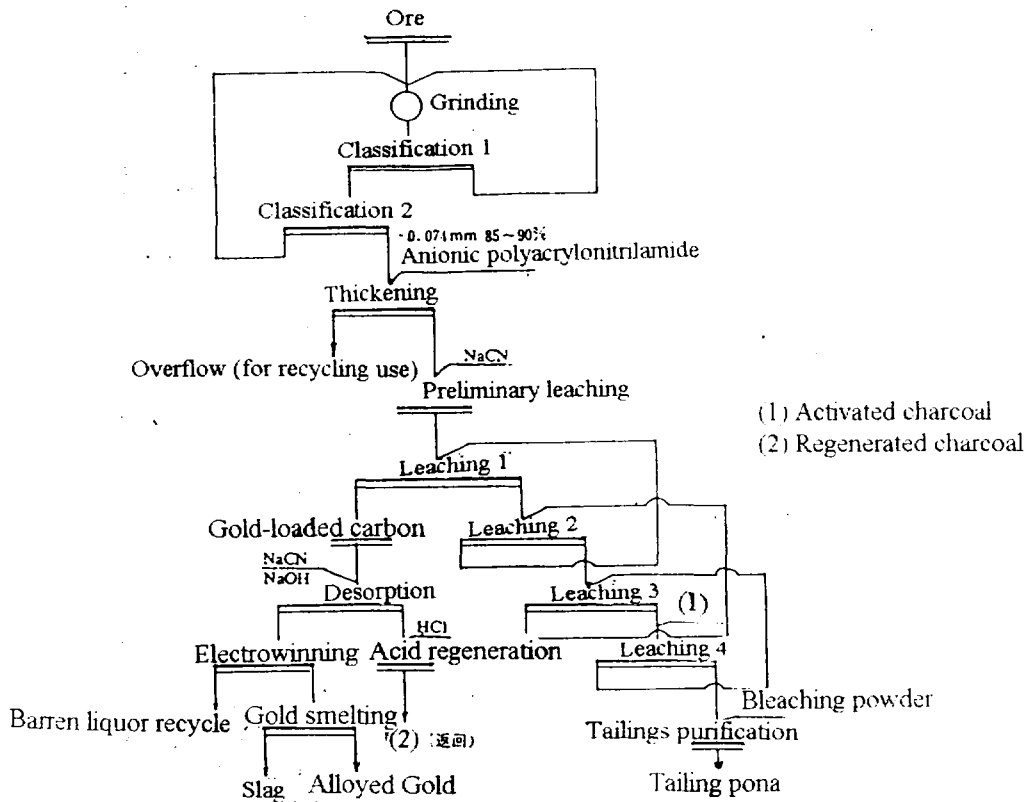 Ore
Grinding
Classification 1
Classification 2
-0.074mm 85~90%
Anionic polyacrylonitrilamide
Thickening
NaCN
Overflow (for recycling use)
Preliminary leaching
(1) Activated charcoal
(2) Regenerated charcoal
Leaching 1
Gold-loaded carbon
Leaching 2
NaCN
NaOH
Desorption
Leaching 3
(1)
HCl
Electrowinning
Acid regeneration
Leaching 4
Bleaching powder
Barren liquor recycle
Gold smelting
(2) (返回)
Tailings purification
Slag
Alloyed Gold
Tailing pona